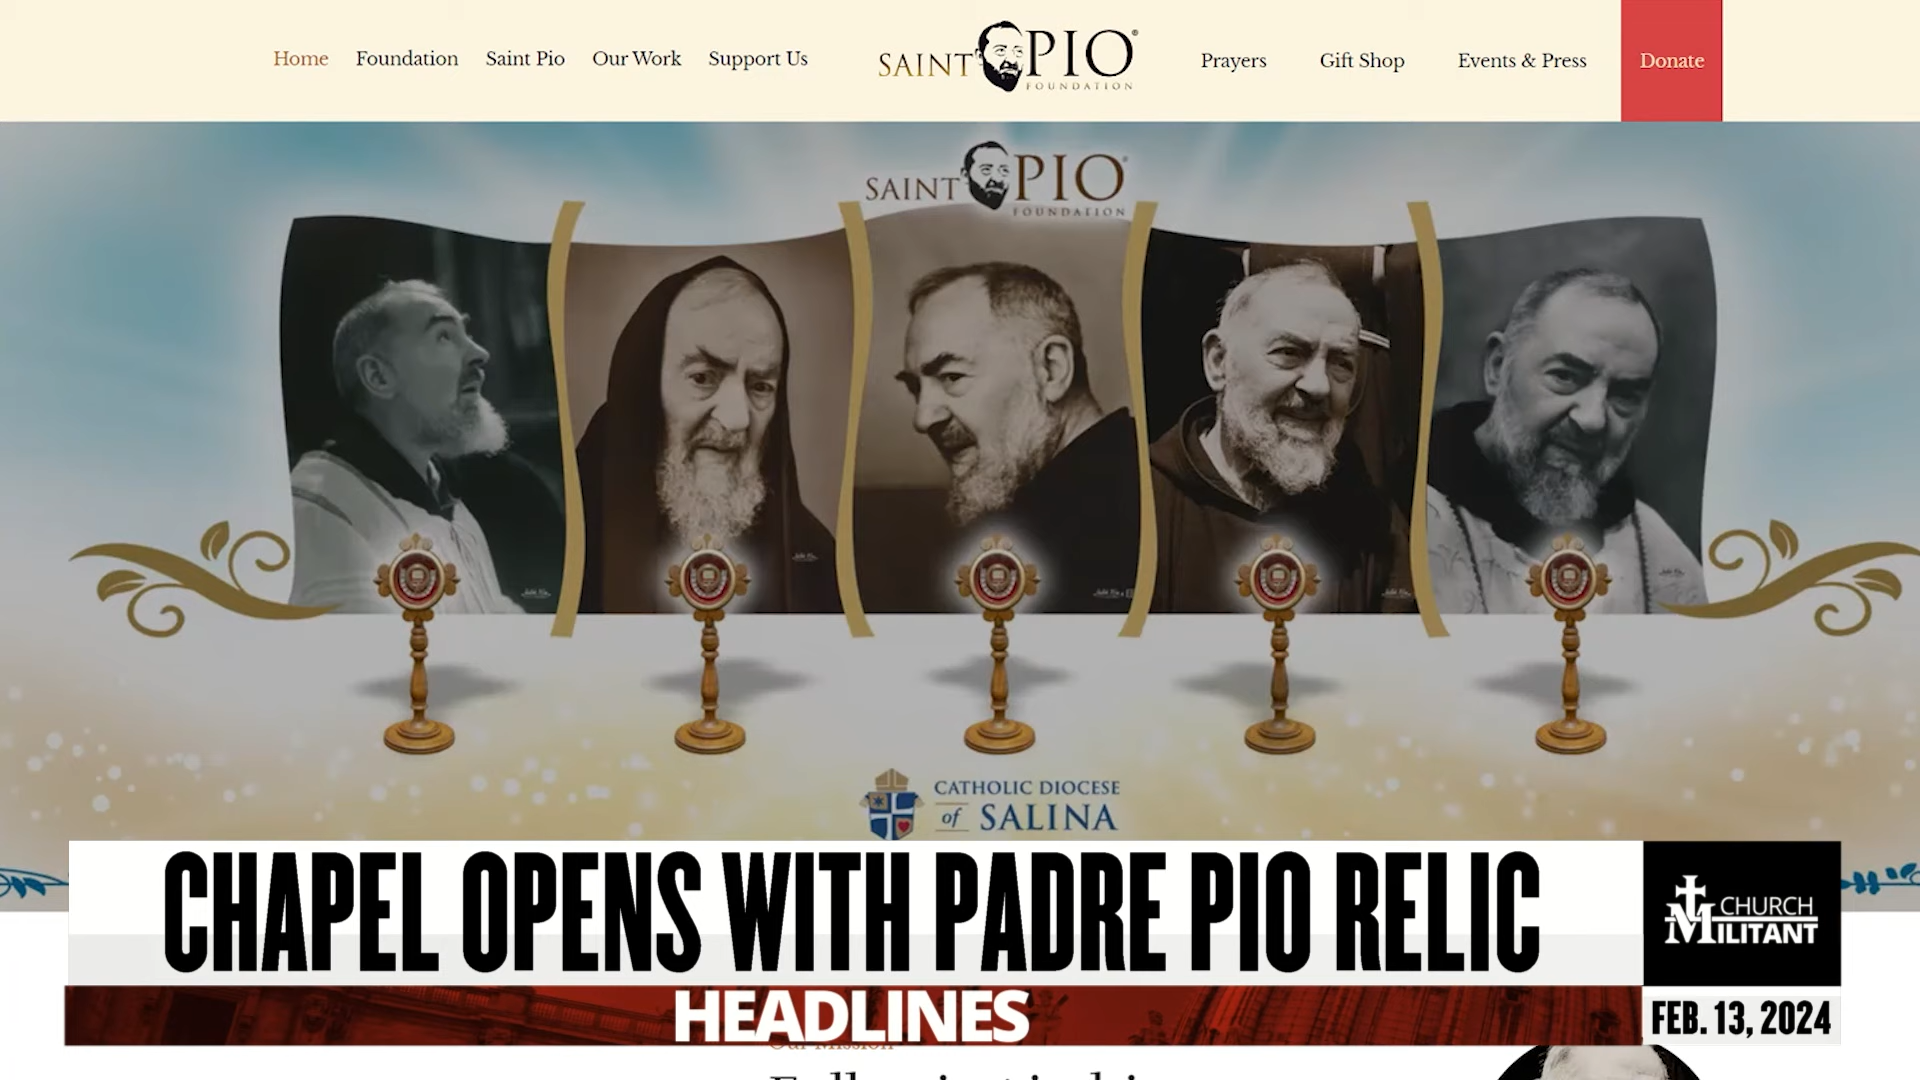 Home
Foundation
Saint Pio
Our Work
Support Us
SAINT PIO®
FOUNDATION
Prayers
Gift Shop
Events & Press
Donate
SAINT PIO
FOUNDATION
CATHOLIC DIOCESE
of SALINA
CHAPEL OPENS WITH PADRE PIO RELIC
CHURCH
MILITANT
HEADLINES
FEB. 13, 2024